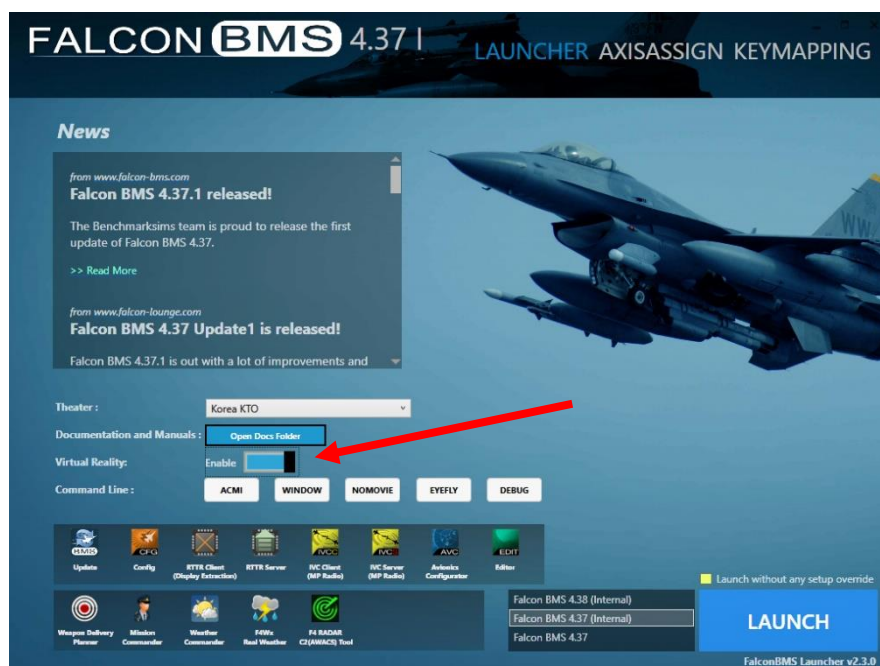 FALCON BMS 4.37 |
LAUNCHER AXISASSIGN KEYMAPPING
News
from www.falcon-bms.com
Falcon BMS 4.37.1 released!
The Benchmarksims team is proud to release the first
update of Falcon BMS 4.37.
>> Read More
from www.falcon-lounge.com
Falcon BMS 4.37 Update1 is released!
Falcon BMS 4.37.1 is out with a lot of improvements and
Theater : Korea KTO
Documentation and Manuals : Open Docs Folder
Virtual Reality: Enable
Command Line : ACMI WINDOW NOMOVIE EYEFLY DEBUG
BMS CFG IVCC IVC AVC EDIT
Update Config RTTR Client RTTR Server IVC Client IVC Server Avionics Editor
(Display Extraction) (MP Radio) (MP Radio) Configurator
Weapon Delivery Mission Weather F4Wx F4 RADAR
Planner Commander Commander Real Weather C2(AWACS) Tool
Falcon BMS 4.38 (Internal)
Falcon BMS 4.37 (Internal)
Falcon BMS 4.37
Launch without any setup override
LAUNCH
FalconBMS Launcher v2.3.0
WW